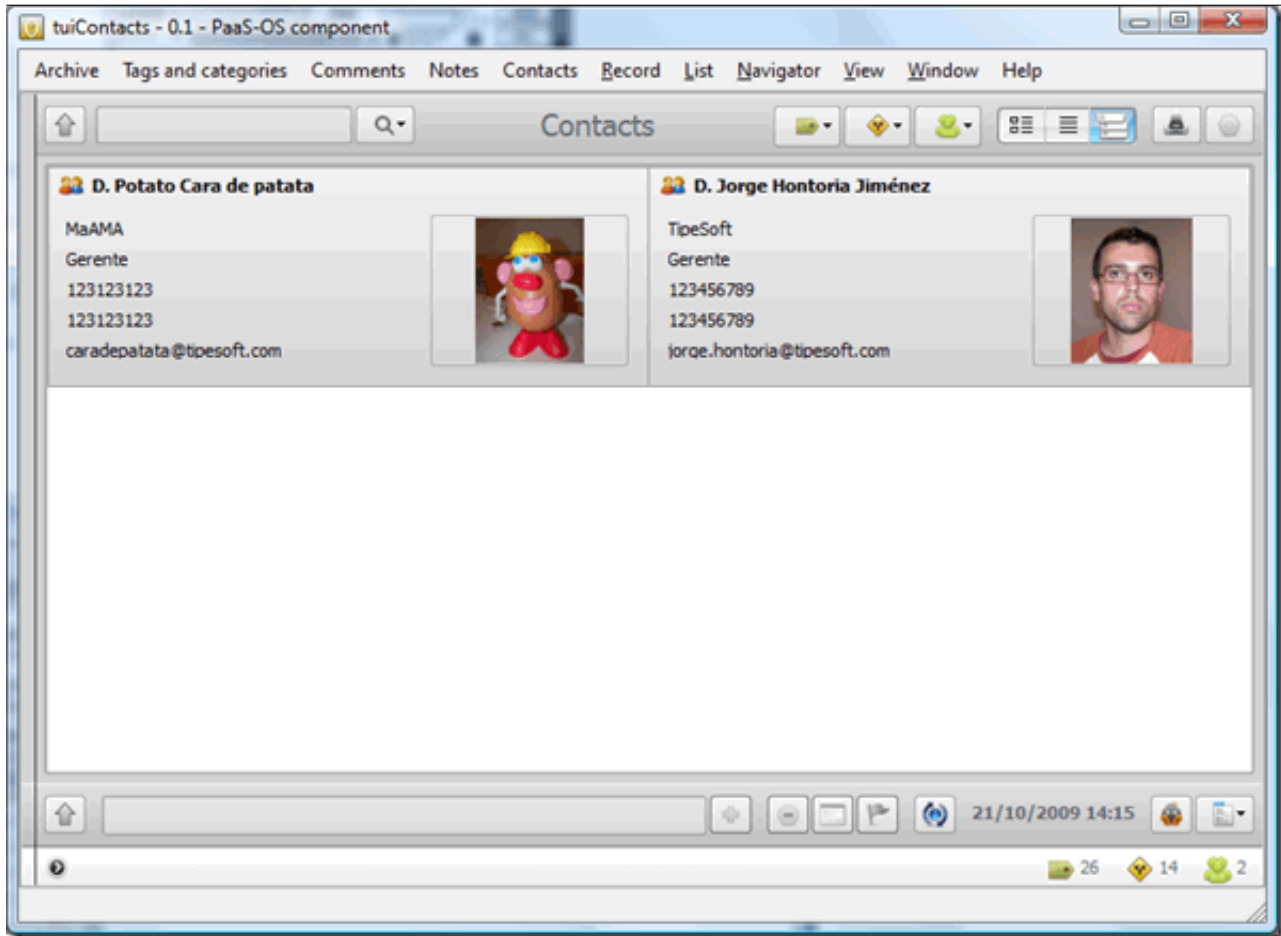 tuiContacts - 0.1 - PaaS-OS component
Archive Tags and categories Comments Notes Contacts Record List Navigator View Window Help
Contacts
D. Potato Cara de patata
MaAMA
Gerente
123123123
123123123
caradepatata@tipesoft.com
D. Jorge Hontoria Jiménez
TipeSoft
Gerente
123456789
123456789
jorge.hontoria@tipesoft.com
21/10/2009 14:15
26 14 2